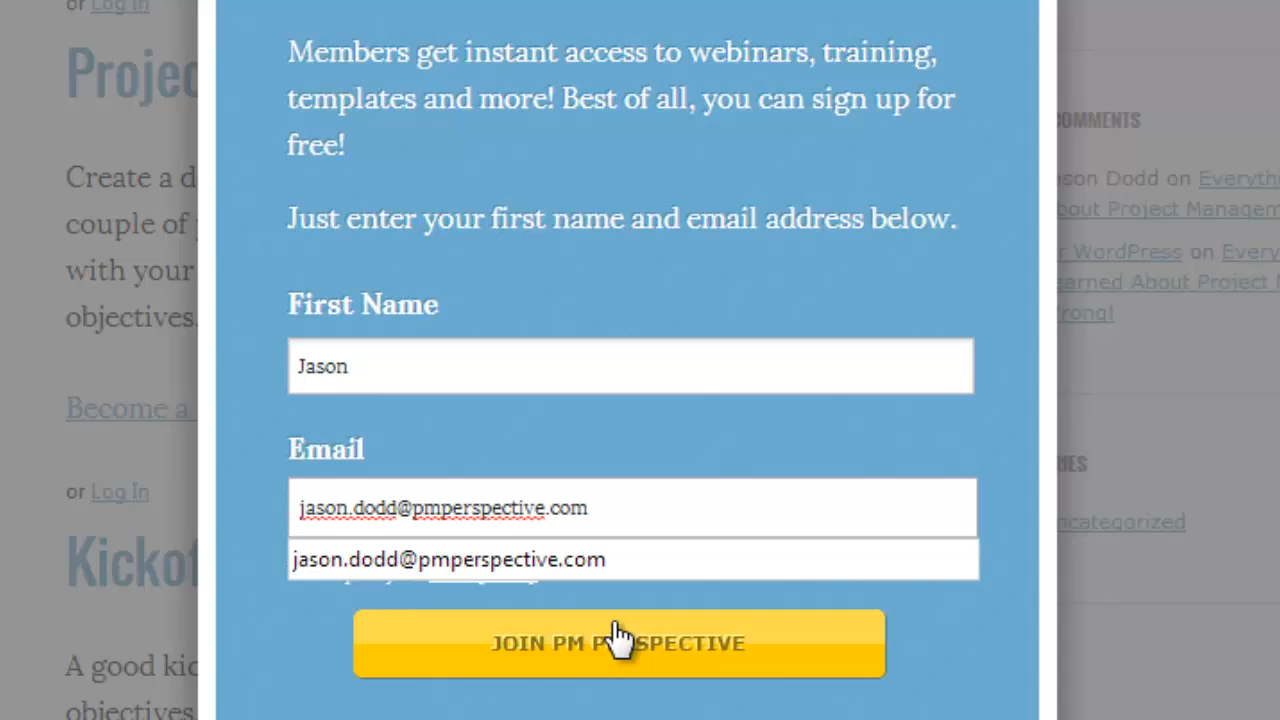 or Log In
Projec
Create a d
couple of
with your
objectives.
Become a
or Log In
Kickof
A good kic
objectives
Members get instant access to webinars, training,
templates and more! Best of all, you can sign up for
free!
Just enter your first name and email address below.
First Name
Jason
Email
jason.dodd@pmperspective.com
jason.dodd@pmperspective.com
JOIN PM PERSPECTIVE
COMMENTS
son Dodd on Everyth
bout Project Managem
r WordPress on Every
earned About Project
rong!
IES
ncategorized